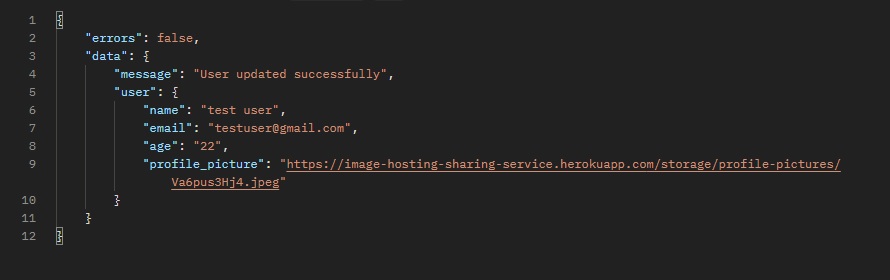 1 {
2 "errors": false,
3 "data": {
4 "message": "User updated successfully",
5 "user": {
6 "name": "test user",
7 "email": "testuser@gmail.com",
8 "age": "22",
9 "profile_picture": "https://image-hosting-sharing-service.herokuapp.com/storage/profile-pictures/
Va6pus3Hj4.jpeg"
10 }
11 }
12 }